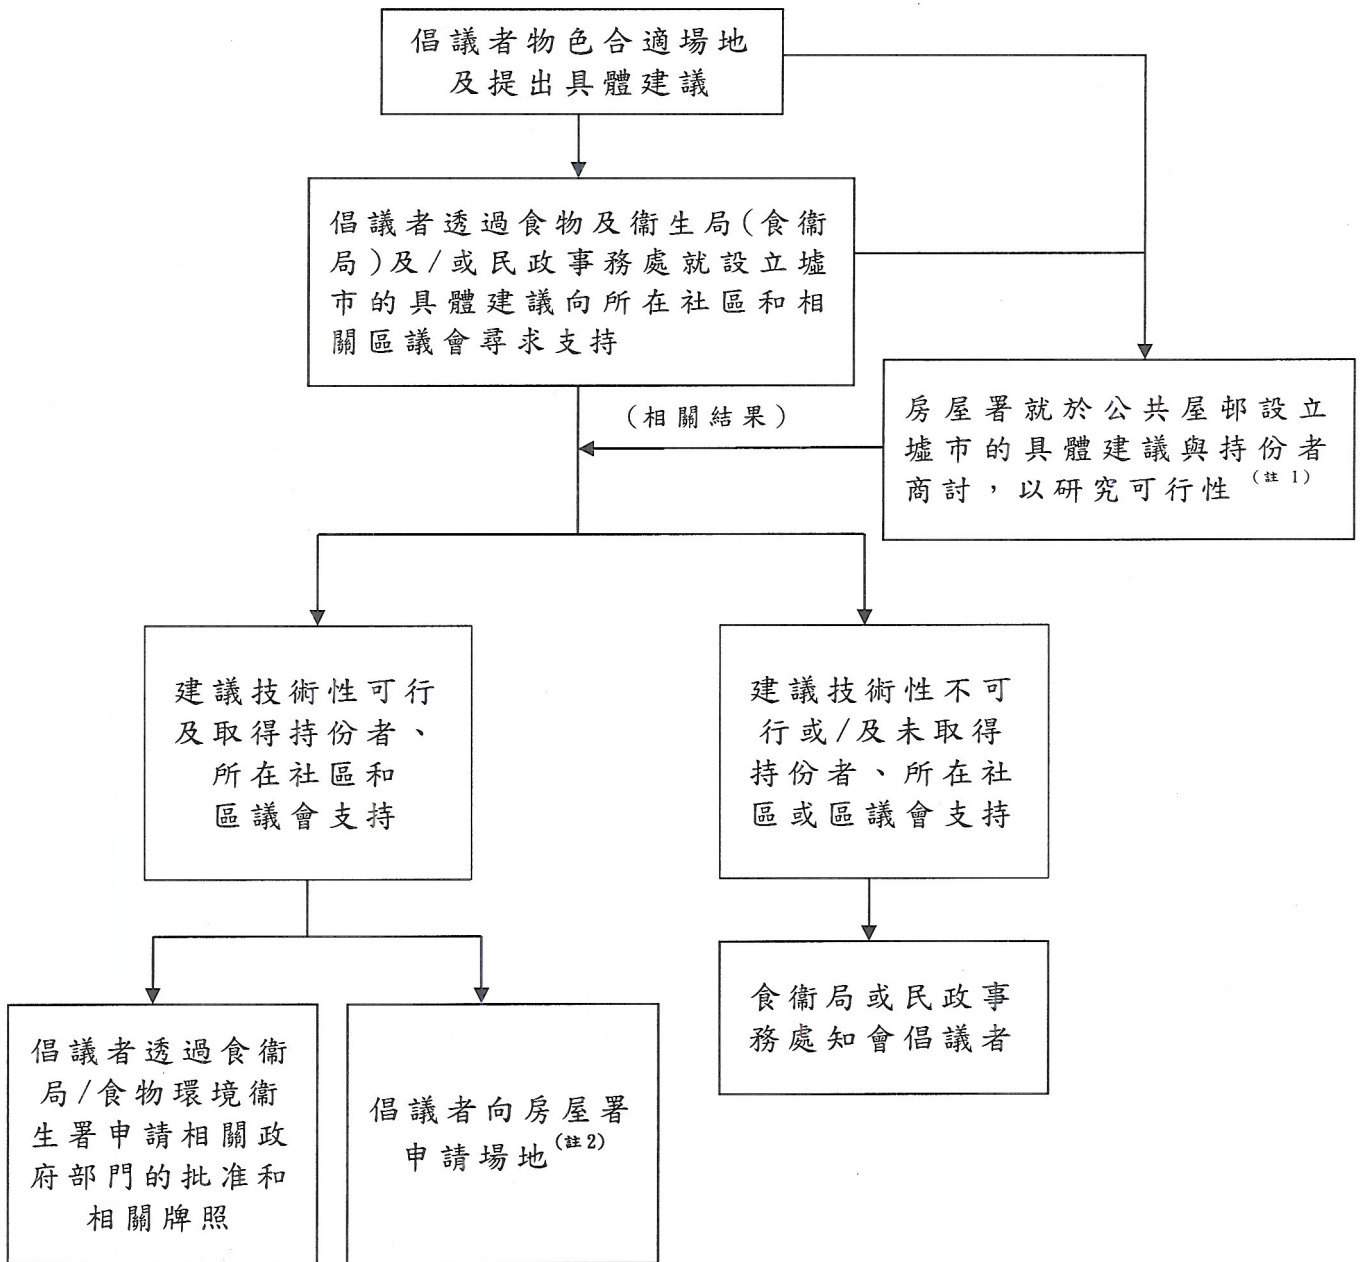 倡議者物色合適場地
及提出具體建議
倡議者透過食物及衞生局(食衞
局)及/或民政事務處就設立墟
市的具體建議向所在社區和相
關區議會尋求支持
(相關結果)
房屋署就於公共屋邨設立
墟市的具體建議與持份者
商討，以研究可行性(註 1)
建議技術性可行
及取得持份者、
所在社區和
區議會支持
建議技術性不可
行或/及未取得
持份者、所在社
區或區議會支持
食衞局或民政事
務處知會倡議者
倡議者透過食衞
局/食物環境衞
生署申請相關政
府部門的批准和
相關牌照
倡議者向房屋署
申請場地(註2)